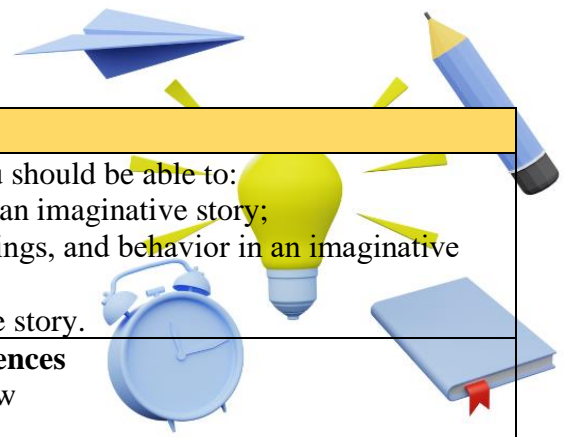 should be able to:
an imaginative story;
ings, and behavior in an imaginative
e story.
ences
w